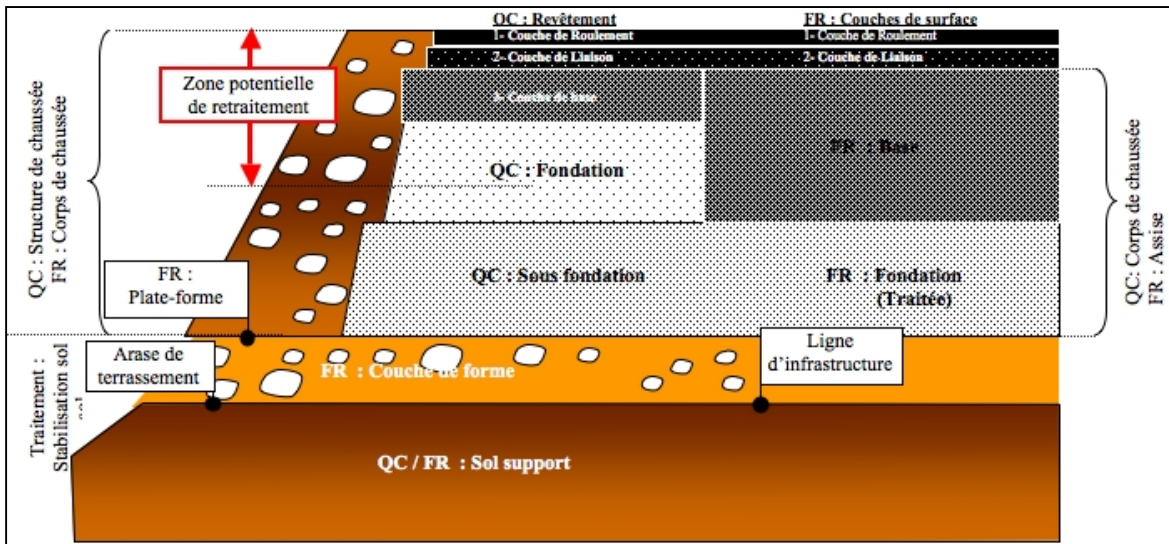 QC : Revêtement
FR : Couches de surface
1- Couche de Roulement
1- Couche de Roulement
2- Couche de Liaison
2- Couche de Liaison
Zone potentielle
de retraitement
3- Couche de base
FR : Base
QC : Fondation
QC : Structure de chaussée
FR : Corps de chaussée
QC: Corps de chaussée
FR : Assise
FR :
Plate-forme
QC : Sous fondation
FR : Fondation
(Traitée)
Arase de
terrassement
Ligne
d'infrastructure
FR : Couche de forme
Traitement :
Stabilisation sol
sol
QC / FR : Sol support